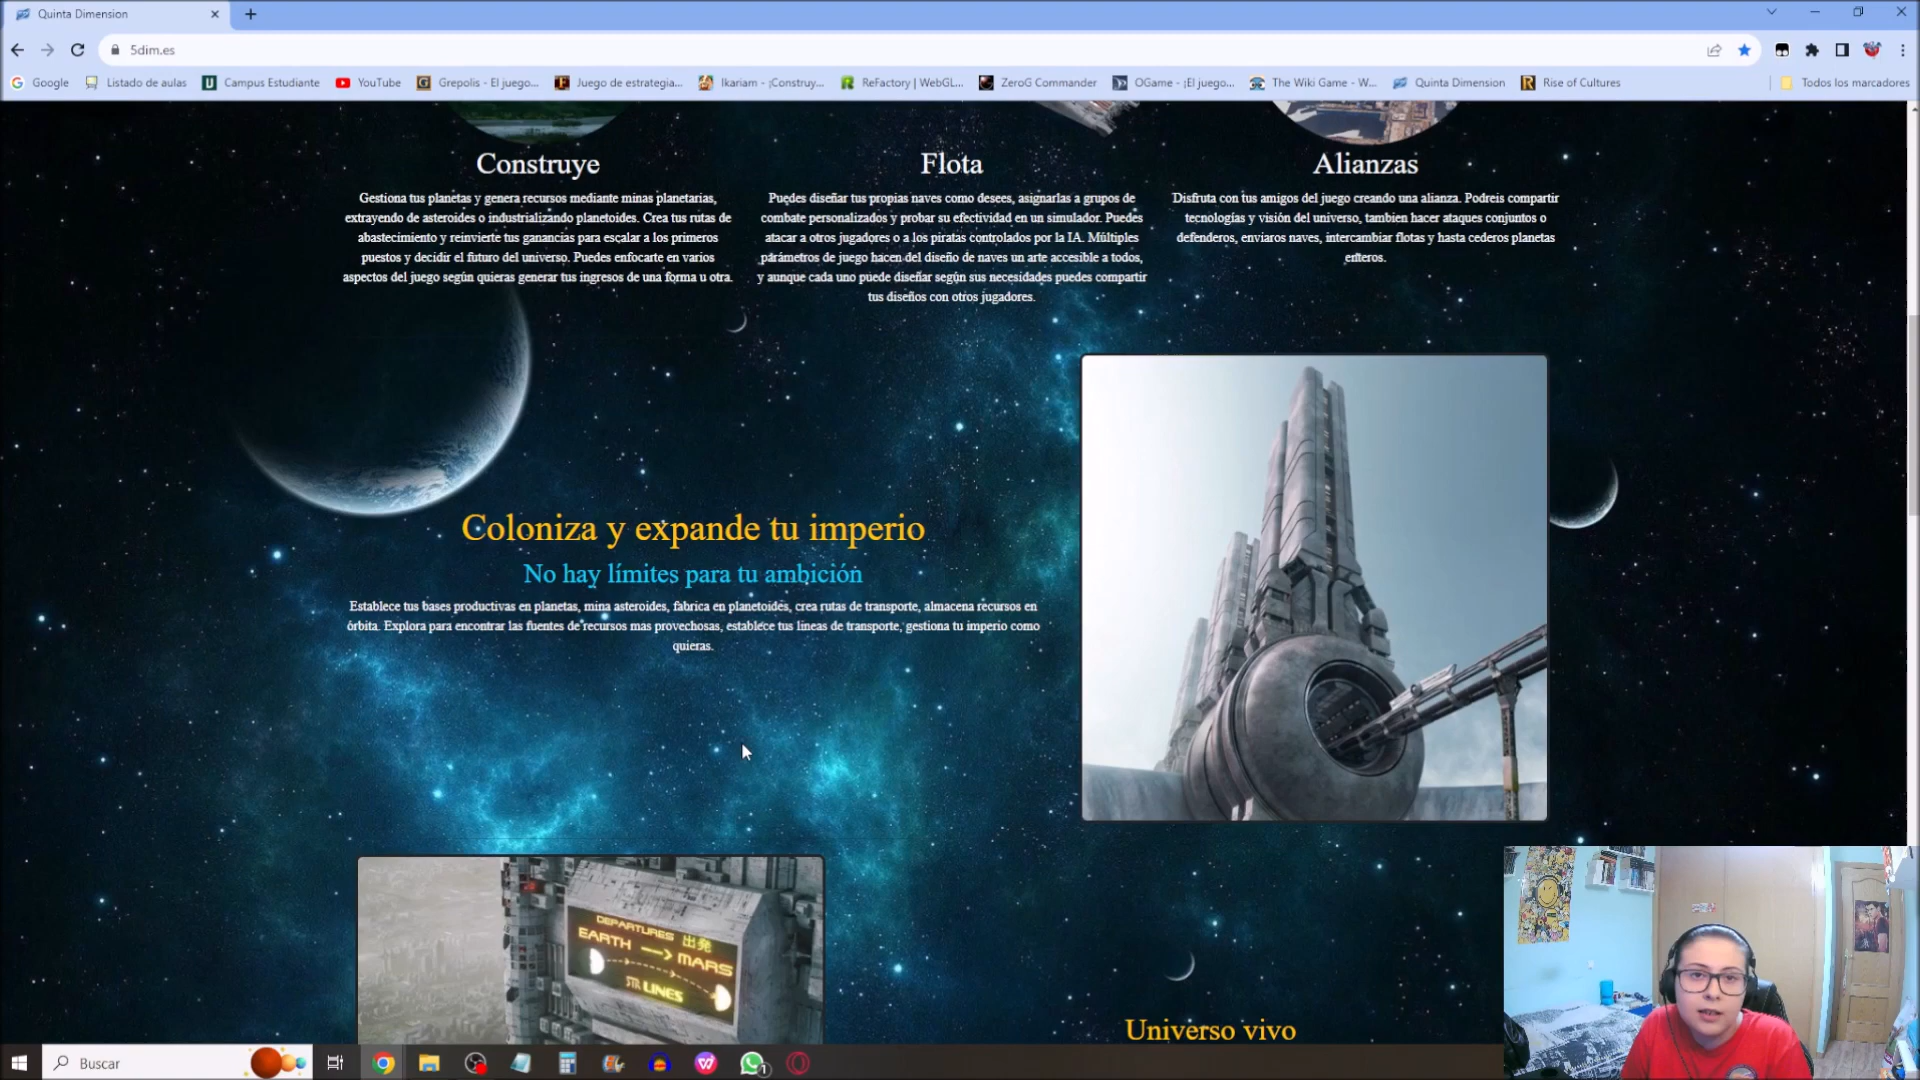 Quinta Dimension
5dim.es
Google
Listado de aulas
Campus Estudiante
YouTube
Grepolis - El juego...
Juego de estrategia...
Ikariam - ¡Construy...
ReFactory | WebGL...
ZeroG Commander
OGame - ¡El juego...
The Wiki Game - W...
Quinta Dimension
Rise of Cultures
Todos los marcadores
Construye
Gestiona tus planetas y genera recursos mediante minas planetarias,
extrayendo de asteroides o industrializando planetoides. Crea tus rutas de
abastecimiento y reinvierte tus ganancias para escalar a los primeros
puestos y decidir el futuro del universo. Puedes enfocarte en varios
aspectos del juego según quieras generar tus ingresos de una forma u otra.
Flota
Puedes diseñar tus propias naves como desees, asignarlas a grupos de
combate personalizados y probar su efectividad en un simulador. Puedes
atacar a otros jugadores o a los piratas controlados por la IA. Múltiples
parámetros de juego hacen del diseño de naves un arte accesible a todos,
y aunque cada uno puede diseñar según sus necesidades puedes compartir
tus diseños con otros jugadores.
Alianzas
Disfruta con tus amigos del juego creando una alianza. Podreis compartir
tecnologías y visión del universo, tambien hacer ataques conjuntos o
defenderos, enviaros naves, intercambiar flotas y hasta cederos planetas
enteros.
Coloniza y expande tu imperio
No hay límites para tu ambición
Establece tus bases productivas en planetas, mina asteroides, fabrica en planetoides, crea rutas de transporte, almacena recursos en
órbita. Explora para encontrar las fuentes de recursos mas provechosas, establece tus líneas de transporte, gestiona tu imperio como
quieras.
DEPARTURES 出発
EARTH → MARS
STR LINES
Universo vivo
Buscar
1